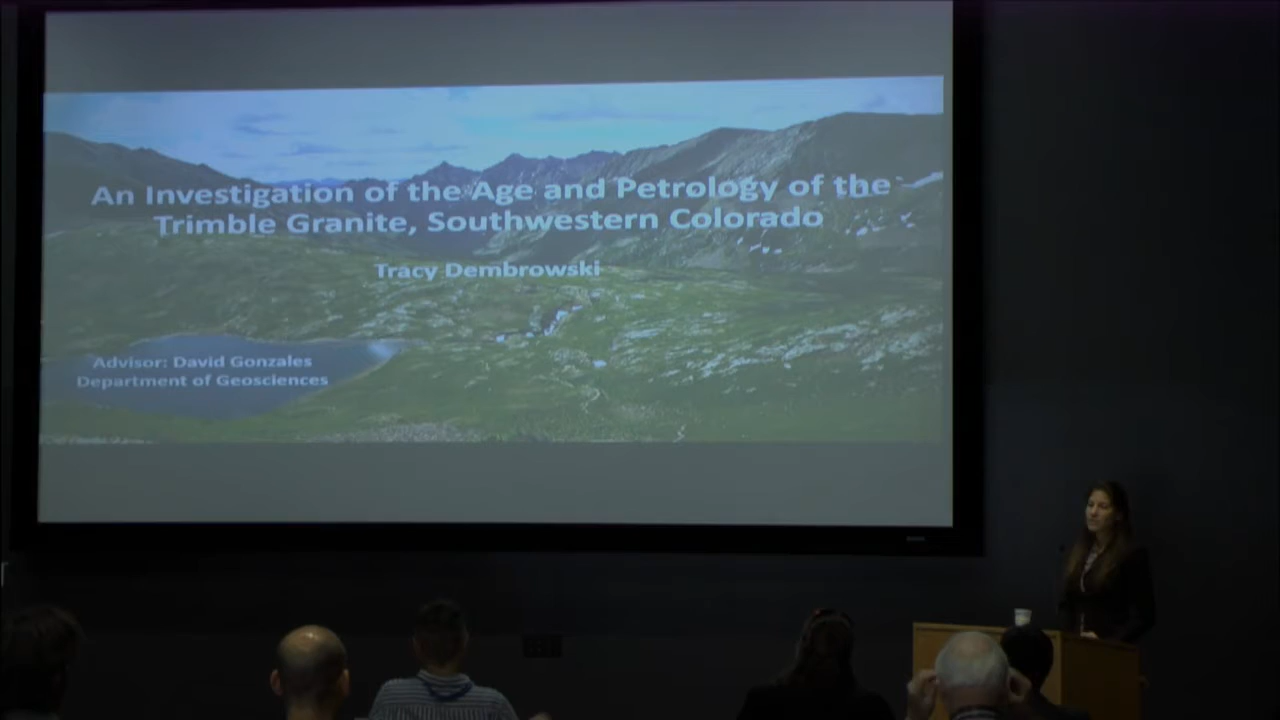 An Investigation of the Age and Petrology of the
Trimble Granite, Southwestern Colorado
Tracy Dembrowski
Advisor: David Gonzales
Department of Geosciences